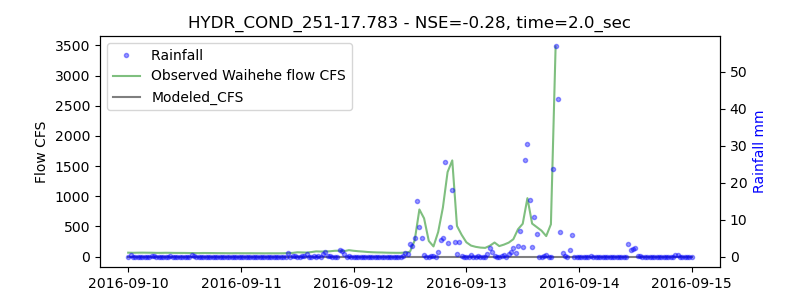 HYDR_COND_251-17.783 - NSE=-0.28, time=2.0_sec
Rainfall
Observed Waihehe flow CFS
Modeled_CFS
Flow CFS
3500
3000
2500
2000
1500
1000
500
0
50
40
30
20
10
0
Rainfall mm
2016-09-10 2016-09-11 2016-09-12 2016-09-13 2016-09-14 2016-09-15